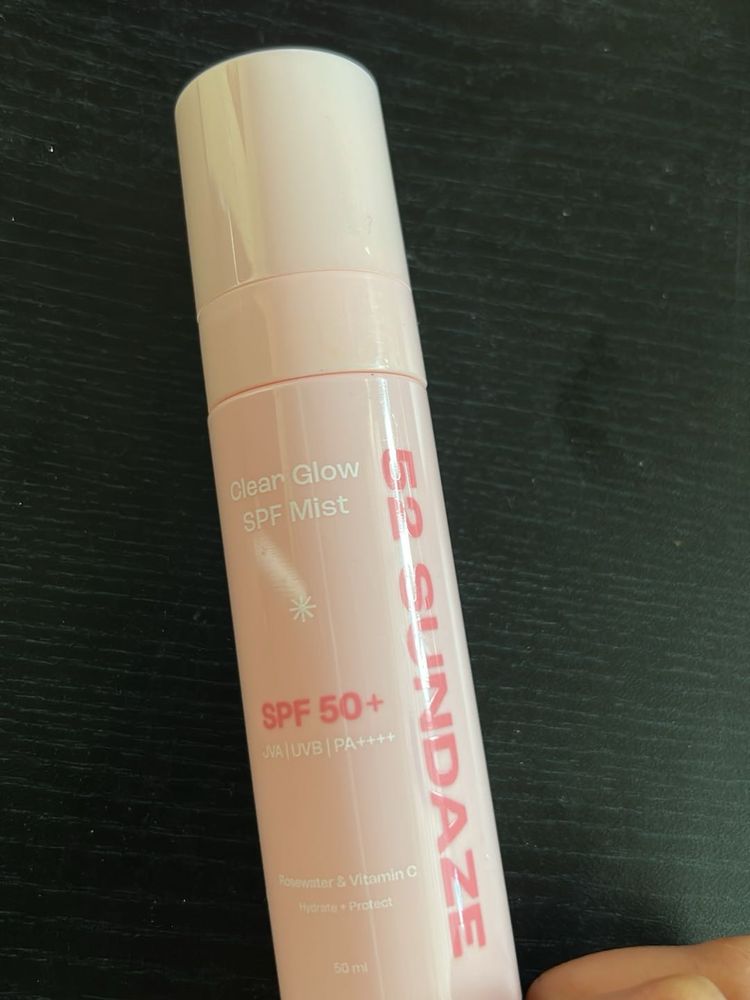 Clean Glow
SPF Mist
SPF 50+
UVA | UVB | PA++++
Rosewater & Vitamin C
Hydrate + Protect
50 ml
52 SUNDAZE